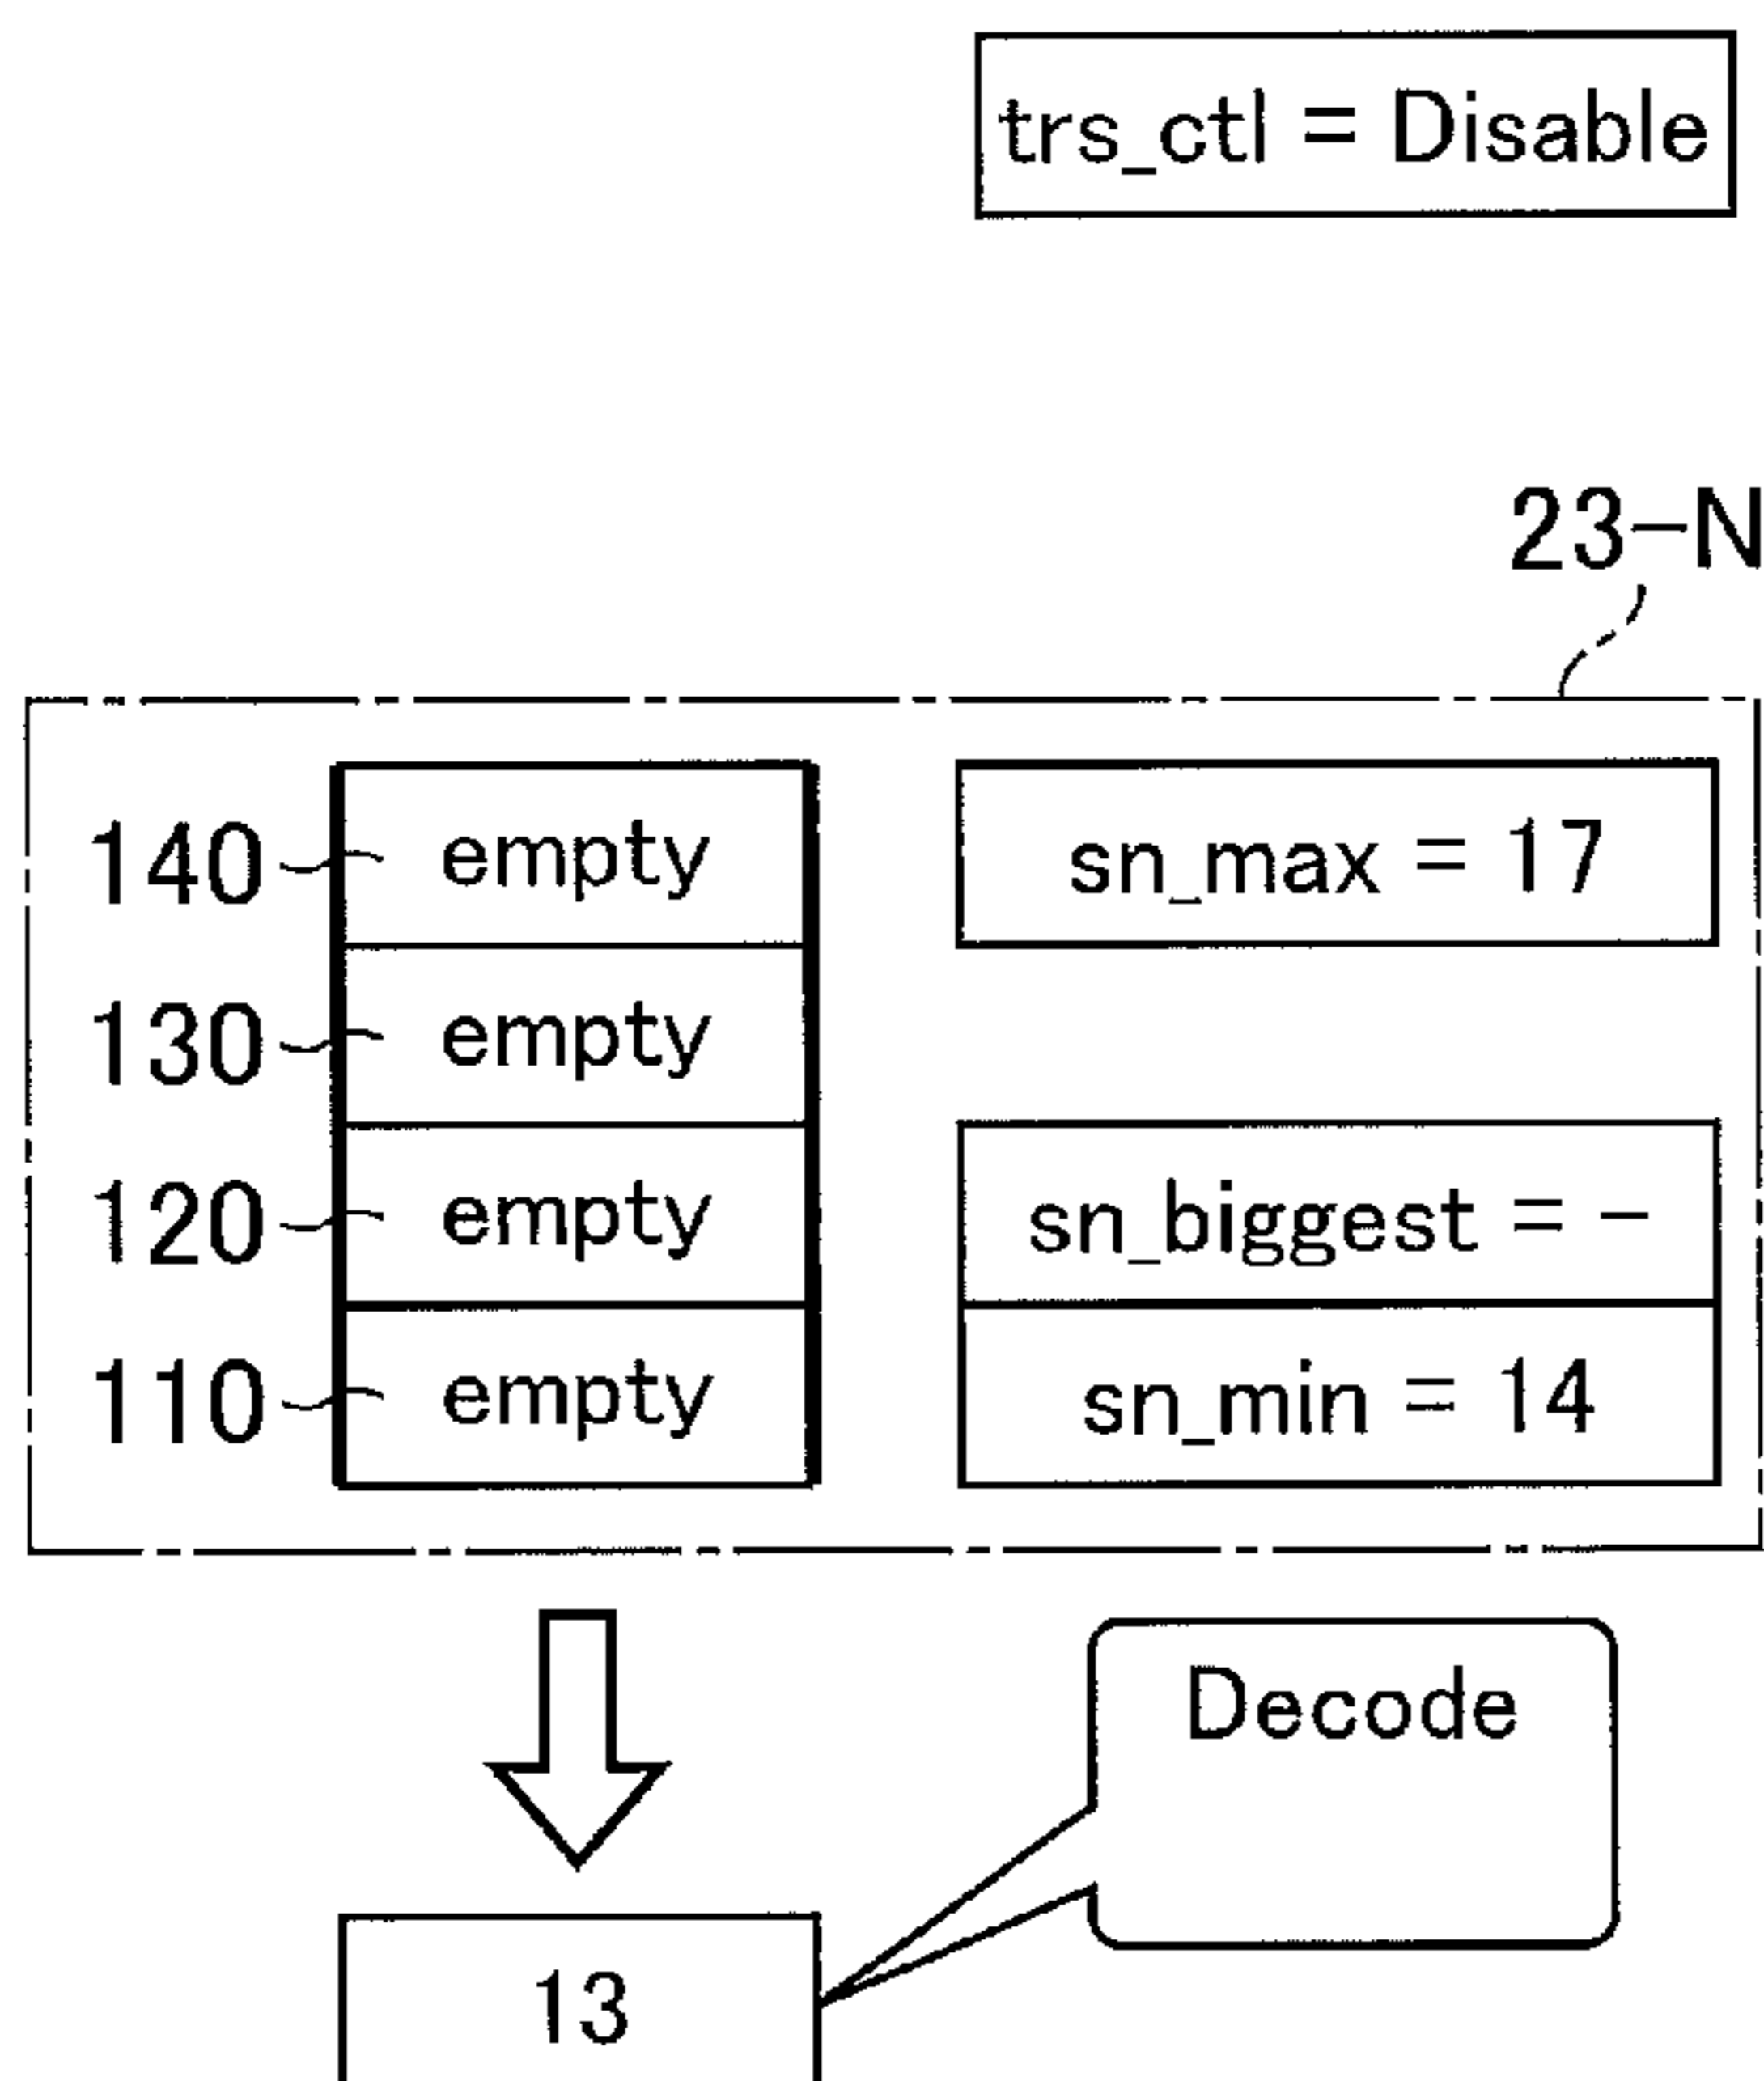 trs_ctl = Disable
23-N
140 empty sn_max = 17
130 empty
120 empty sn_biggest = -
110 empty sn_min = 14
Decode
13